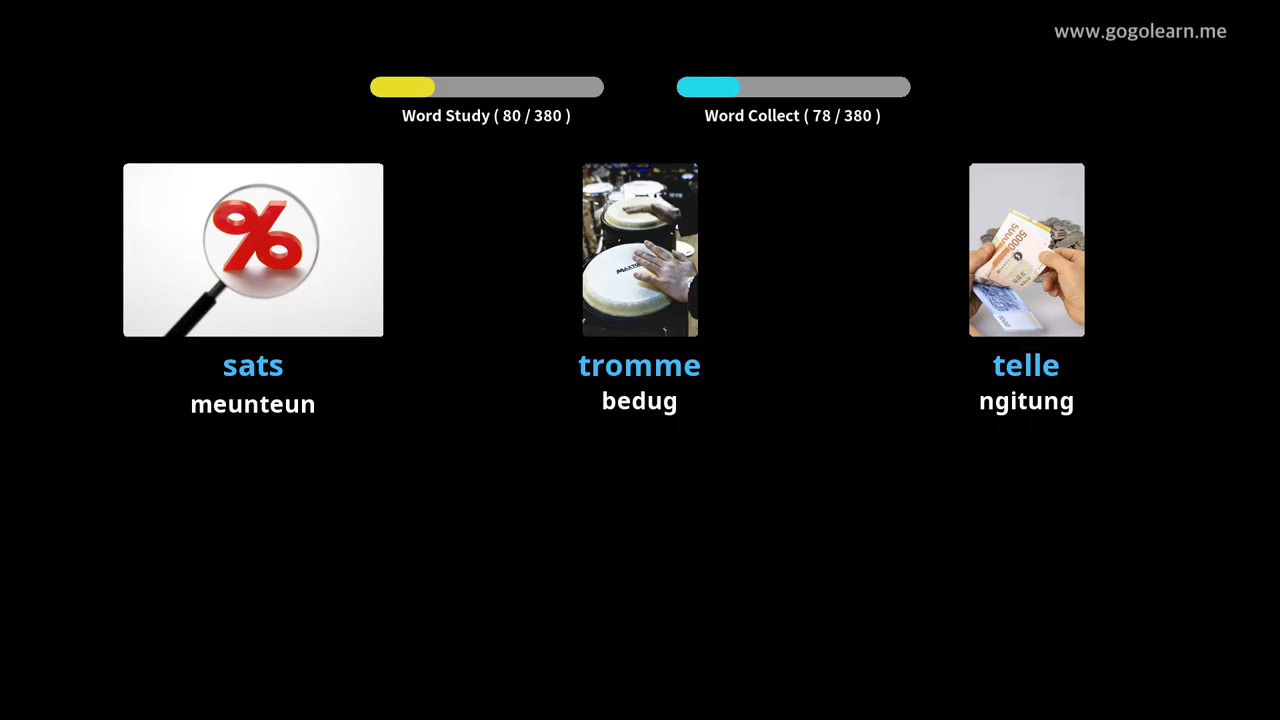 www.gogolearn.me
Word Study ( 80 / 380 )
Word Collect ( 78 / 380 )
sats
tromme
telle
meunteun
bedug
ngitung